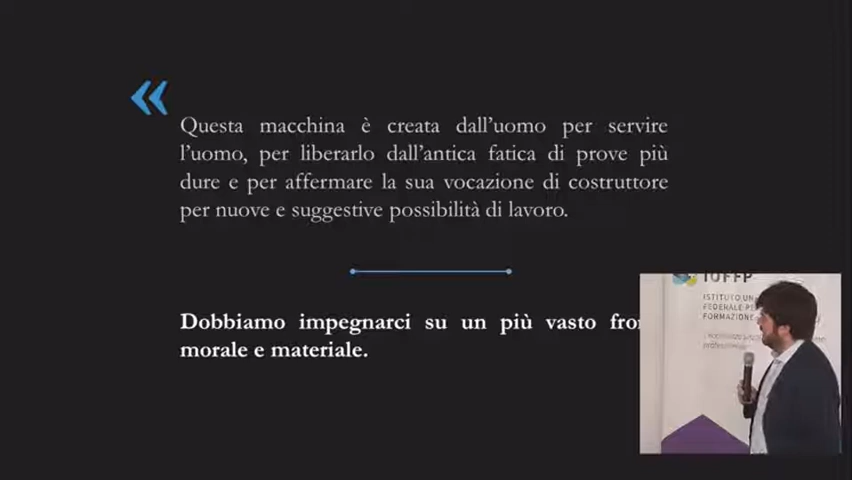 «
Questa macchina è creata dall'uomo per servire
l'uomo, per liberarlo dall'antica fatica di prove più
dure e per affermare la sua vocazione di costruttore
per nuove e suggestive possibilità di lavoro.
Dobbiamo impegnarci su un più vasto
morale e materiale.
IUFFP
ISTITUTO
FEDERALE
FORMAZIONE